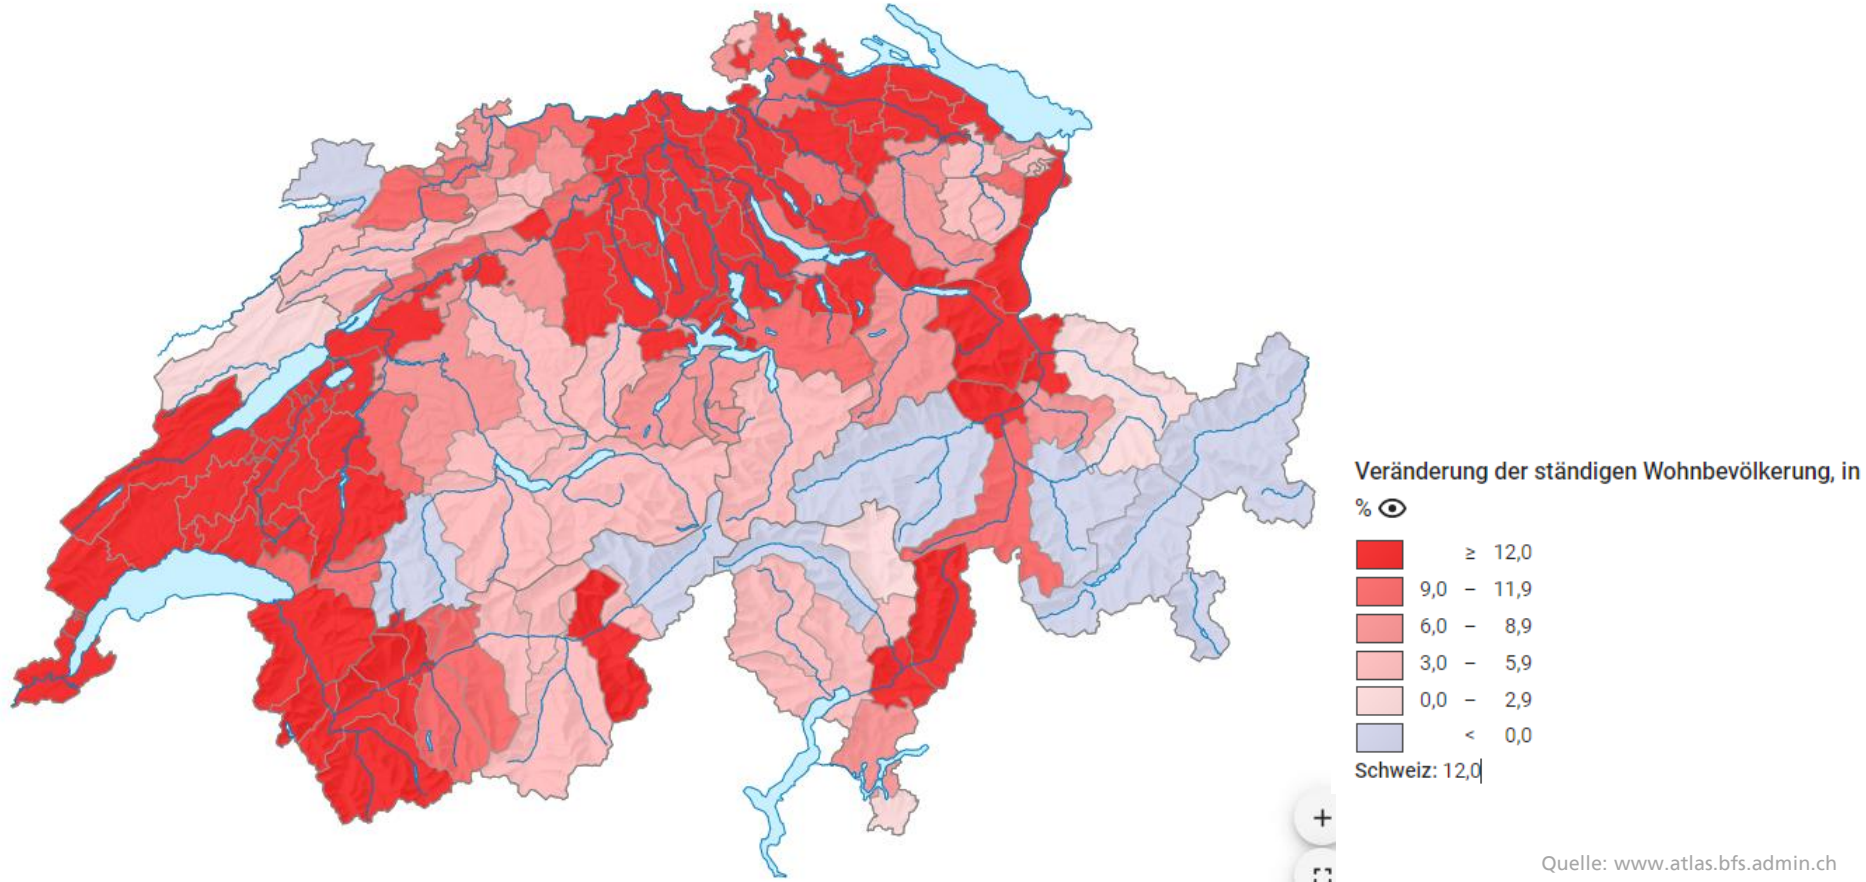 Veränderung der ständigen Wohnbevölkerung, in
%
≥ 12,0
9,0 – 11,9
6,0 – 8,9
3,0 – 5,9
0,0 – 2,9
< 0,0
Schweiz: 12,0
+
Quelle: www.atlas.bfs.admin.ch